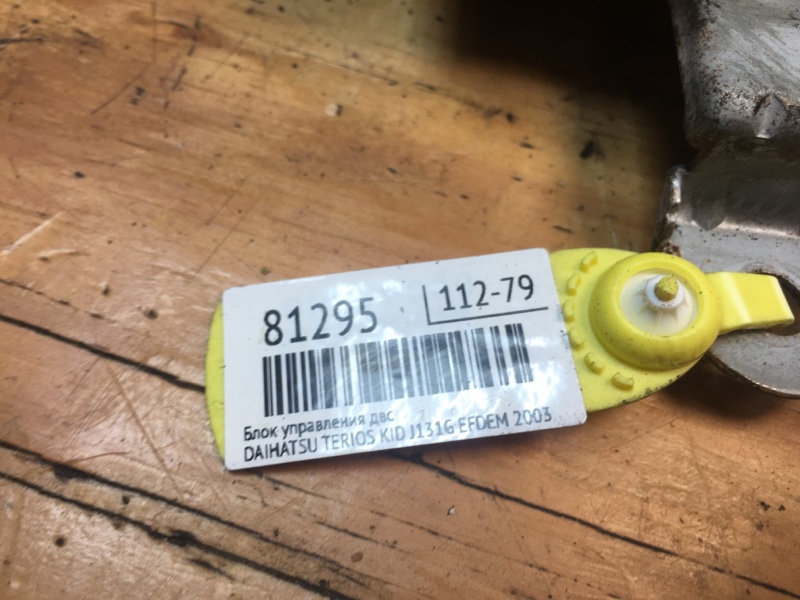 81295
112-79
Блок управления двс
DAIHATSU TERIOS KID J131G EFDEM 2003